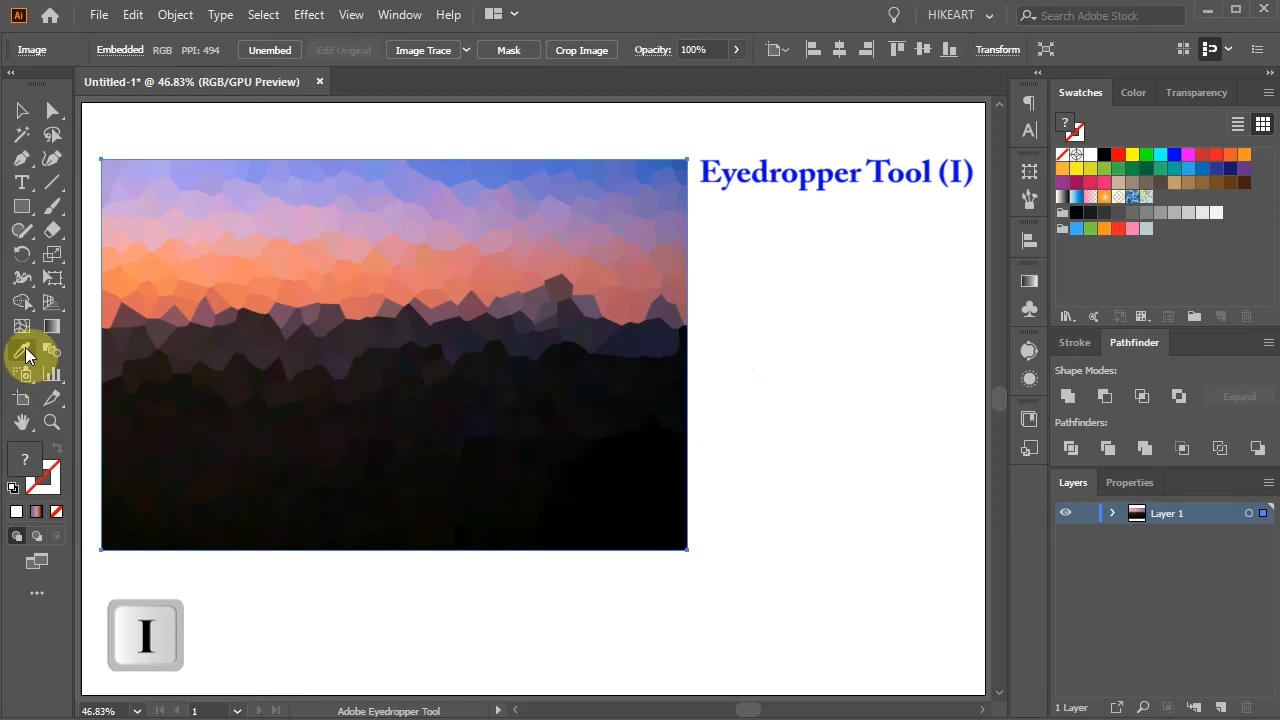 Ai
File Edit Object Type Select Effect View Window Help
HIKEART
Search Adobe Stock
Image Embedded RGB PPI: 494 Unembed Edit Original Image Trace Mask Crop Image Opacity: 100% Transform
Untitled-1* @ 46.83% (RGB/GPU Preview)
Swatches Color Transparency
Eyedropper Tool (I)
Stroke Pathfinder
Shape Modes:
Expand
Pathfinders:
Layers Properties
Layer 1
I
46.83% 1 Adobe Eyedropper Tool
1 Layer